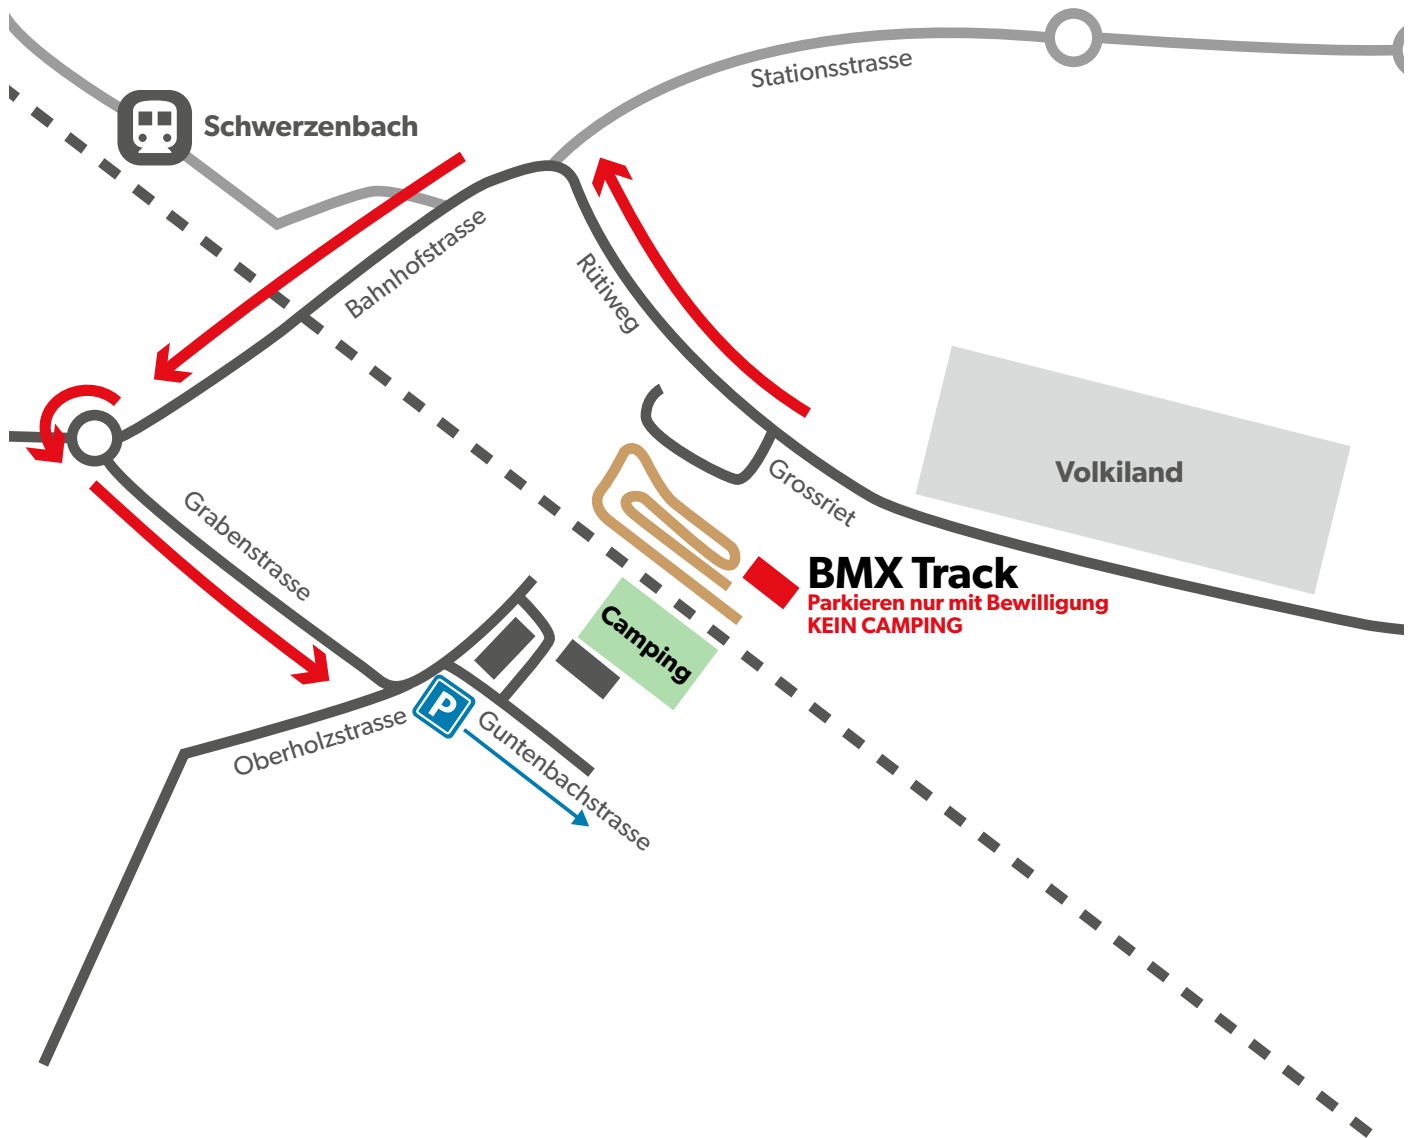 Stationsstrasse
Schwerzenbach
Bahnhofstrasse
Rütiweg
Volkiland
Grossriet
Grabenstrasse
BMX Track
Parkieren nur mit Bewilligung
KEIN CAMPING
Camping
P
Oberholzstrasse
Guntenbachstrasse